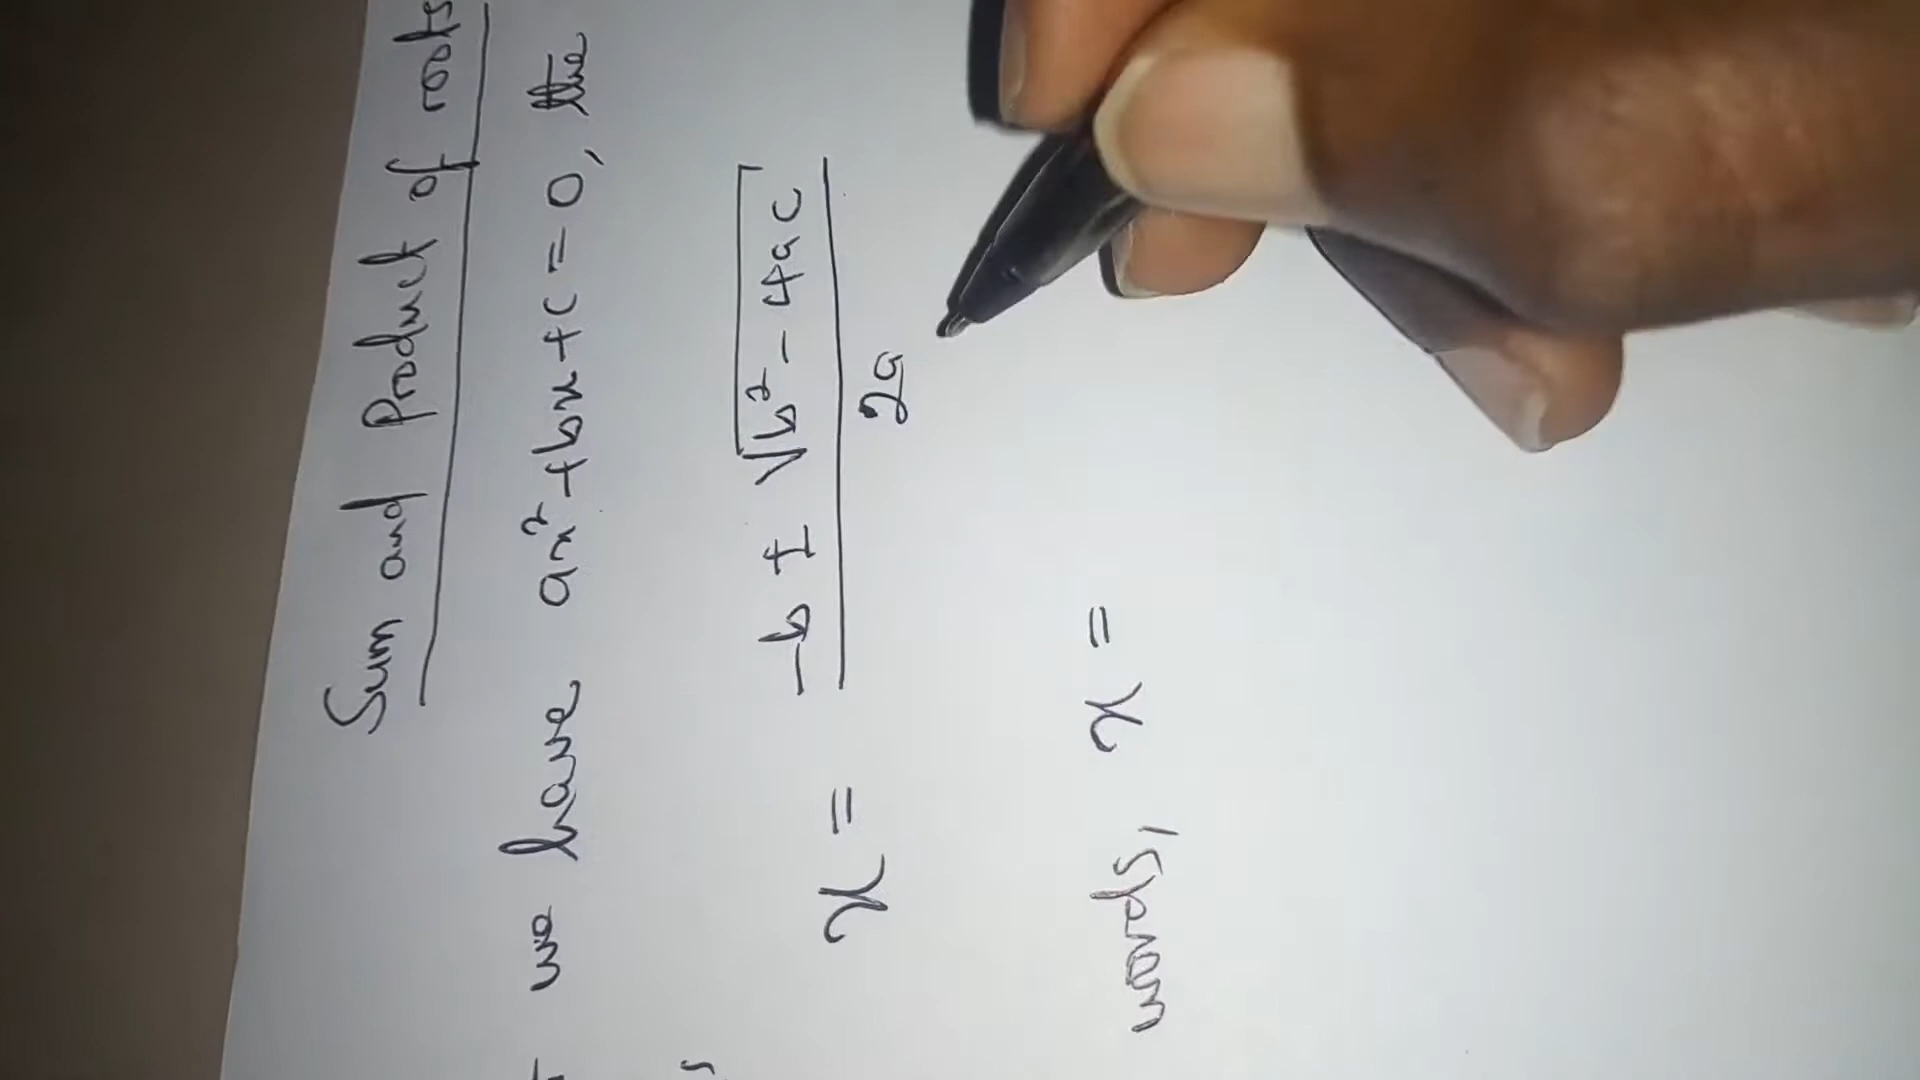 Sum and Product of roots
we have ax²+bx+c=0, the
x = -b ± √b²-4ac
2a
words, x =